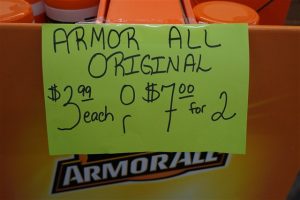 ARMOR ALL
ORIGINAL
$3.99 each Or $7.00 for 2
ARMORALL